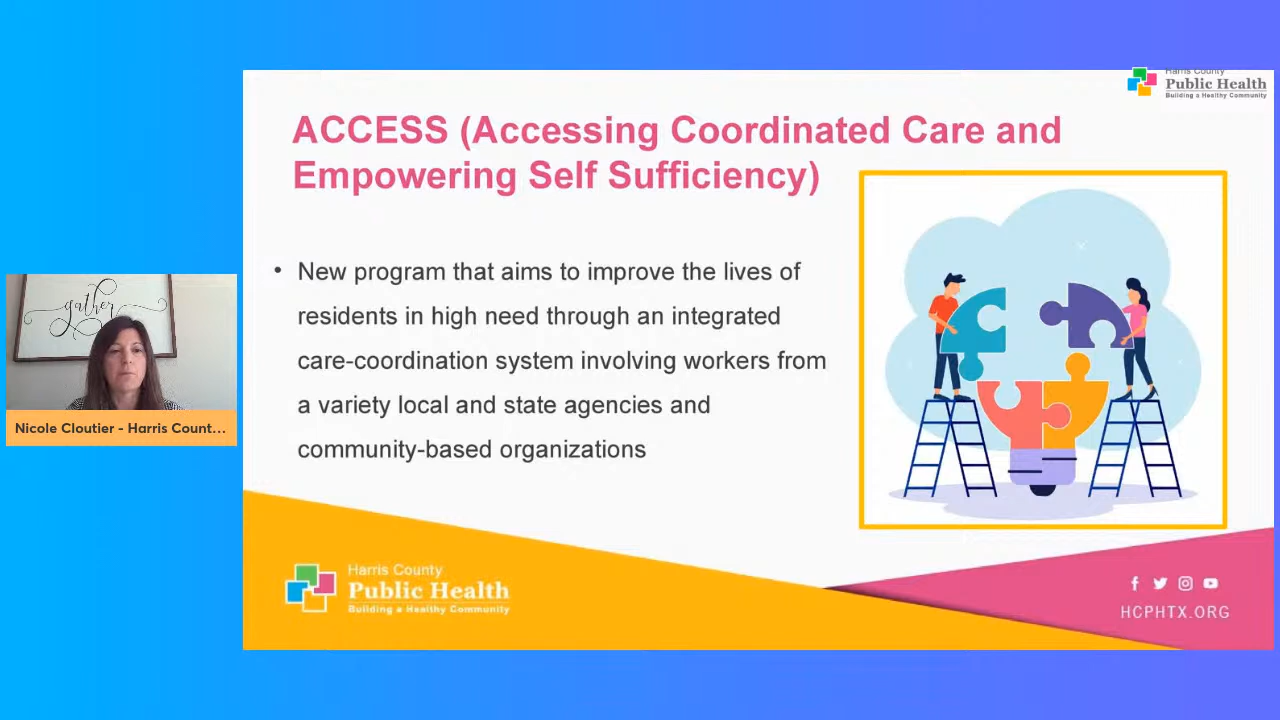 Harris County
Public Health
Building a Healthy Community
ACCESS (Accessing Coordinated Care and
Empowering Self Sufficiency)
• New program that aims to improve the lives of
residents in high need through an integrated
care-coordination system involving workers from
a variety local and state agencies and
community-based organizations
gather
Nicole Cloutier - Harris Count...
Harris County
Public Health
Building a Healthy Community
HCPHTX.ORG